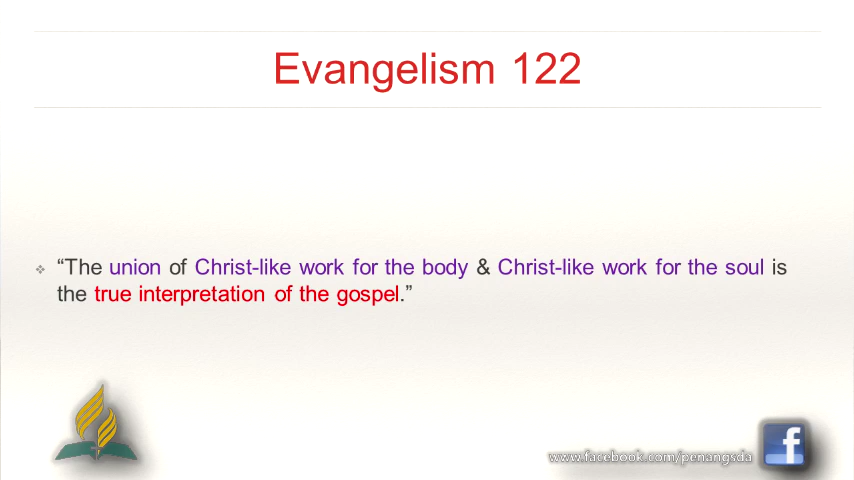 Evangelism 122
“The union of Christ-like work for the body & Christ-like work for the soul is
the true interpretation of the gospel.”
www.facebook.com/penangsda
f